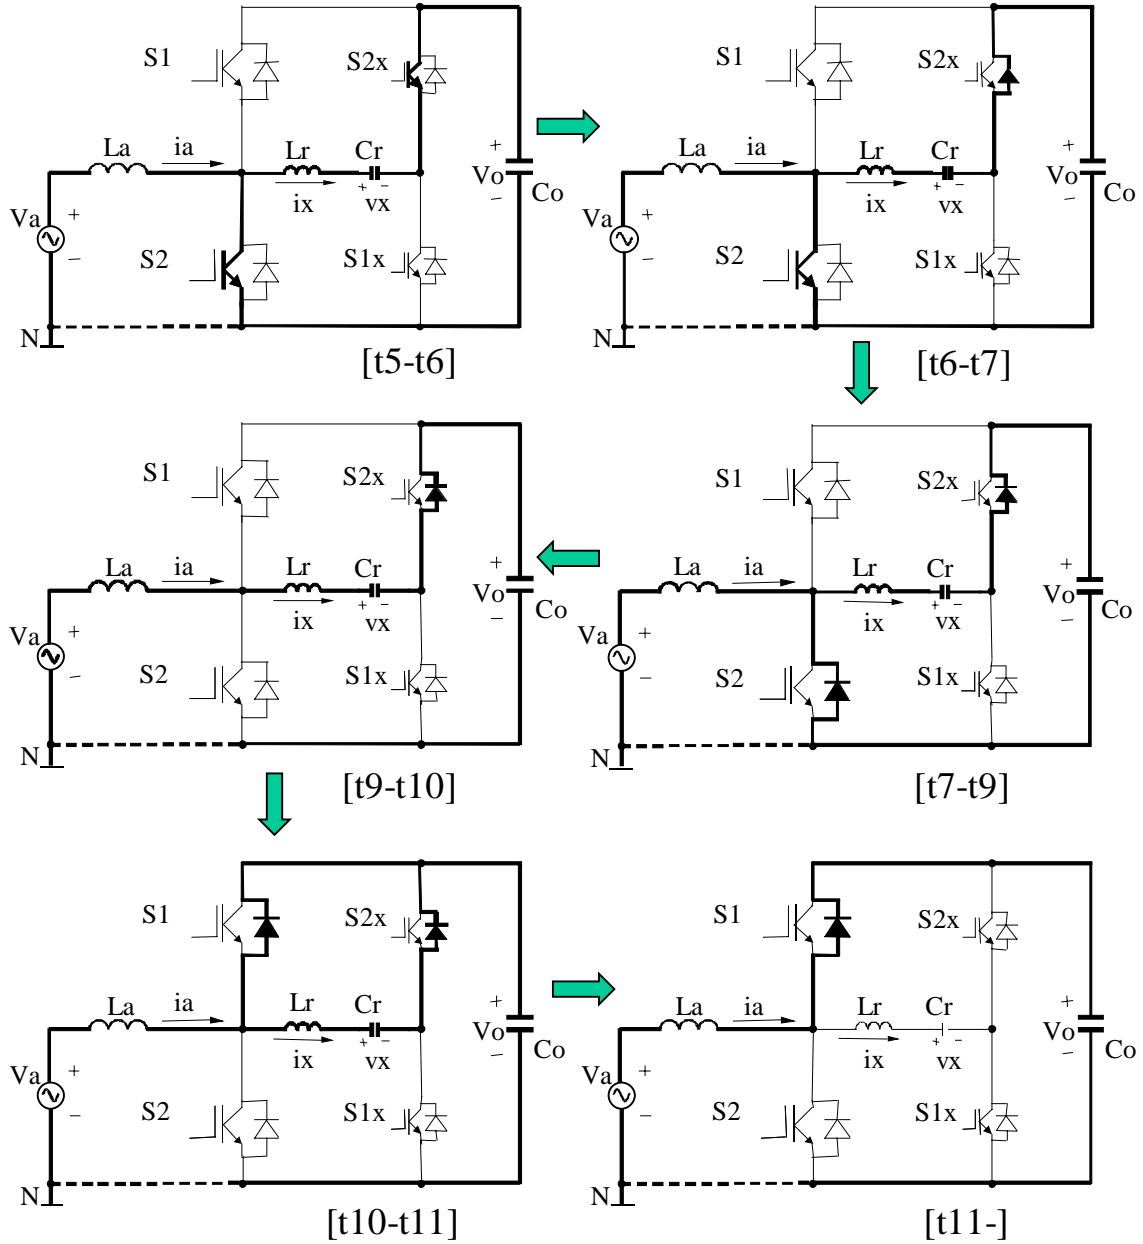 S1
S2x
La
ia
Lr
Cr
+
Vo
−
Co
ix
+ −
vx
Va
+
−
S2
S1x
N
[t5-t6]
S1
S2x
La
ia
Lr
Cr
+
Vo
−
Co
ix
+ −
vx
Va
+
−
S2
S1x
N
[t6-t7]
S1
S2x
La
ia
Lr
Cr
+
Vo
−
Co
ix
+ −
vx
Va
+
−
S2
S1x
N
[t9-t10]
S1
S2x
La
ia
Lr
Cr
+
Vo
−
Co
ix
+ −
vx
Va
+
−
S2
S1x
N
[t7-t9]
S1
S2x
La
ia
Lr
Cr
+
Vo
−
Co
ix
+ −
vx
Va
+
−
S2
S1x
N
[t10-t11]
S1
S2x
La
ia
Lr
Cr
+
Vo
−
Co
ix
+ −
vx
Va
+
−
S2
S1x
N
[t11-]